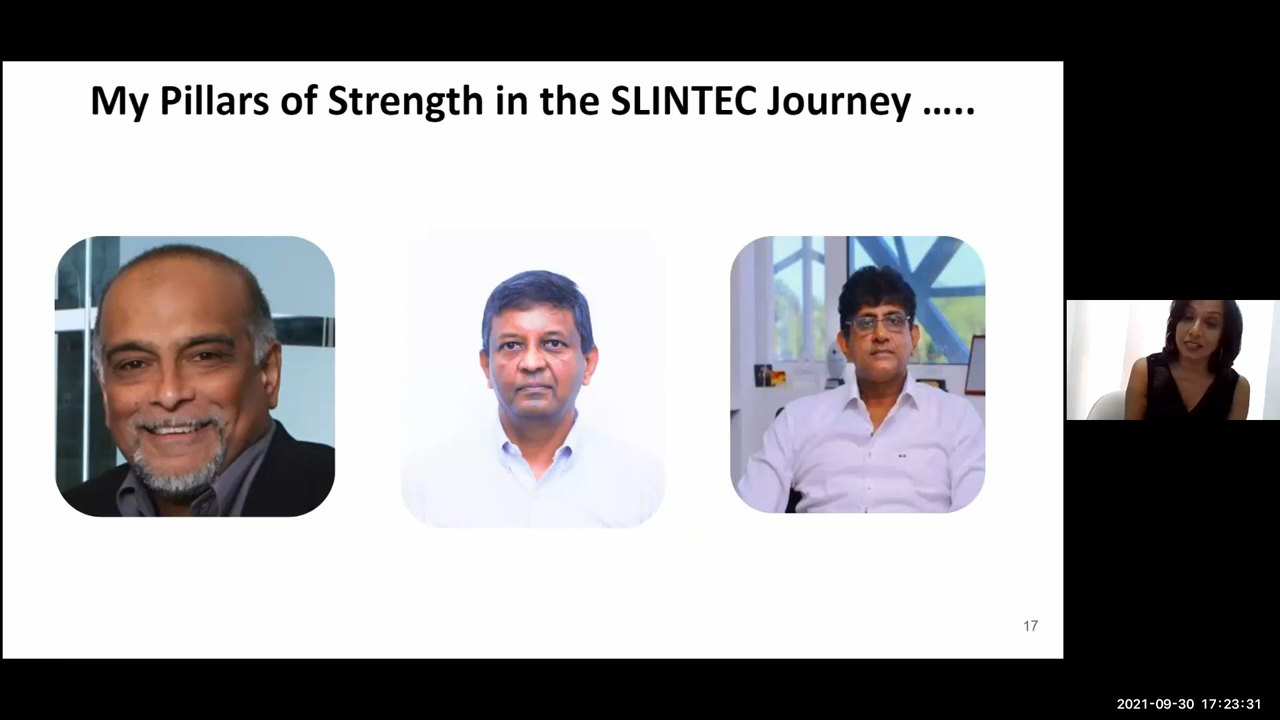 My Pillars of Strength in the SLINTEC Journey .....
17
2021-09-30 17:23:31